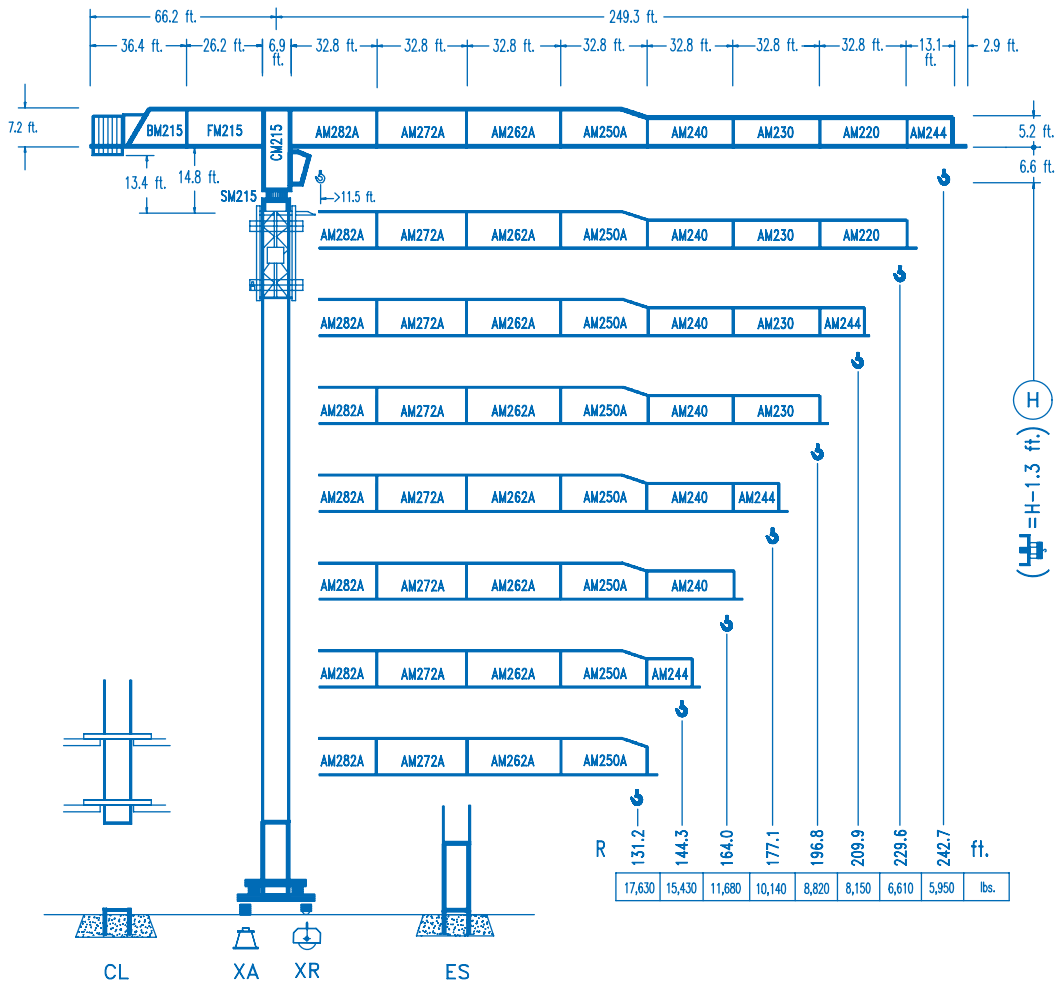 66.2 ft. 249.3 ft.
36.4 ft. 26.2 ft. 6.9 ft. 32.8 ft. 32.8 ft. 32.8 ft. 32.8 ft. 32.8 ft. 32.8 ft. 32.8 ft. 13.1 ft. 2.9 ft.
7.2 ft. BM215 FM215 CM215 AM282A AM272A AM262A AM250A AM240 AM230 AM220 AM244 5.2 ft.
13.4 ft. 14.8 ft. 6.6 ft.
SM215 11.5 ft.
AM282A AM272A AM262A AM250A AM240 AM230 AM220
AM282A AM272A AM262A AM250A AM240 AM230 AM244
AM282A AM272A AM262A AM250A AM240 AM230
H
(=H-1.3 ft.)
AM282A AM272A AM262A AM250A AM240 AM244
AM282A AM272A AM262A AM250A AM240
AM282A AM272A AM262A AM250A AM244
AM282A AM272A AM262A AM250A
R 131.2 144.3 164.0 177.1 196.8 209.9 229.6 242.7 ft.
17,630 15,430 11,680 10,140 8,820 8,150 6,610 5,950 lbs.
CL XA XR ES